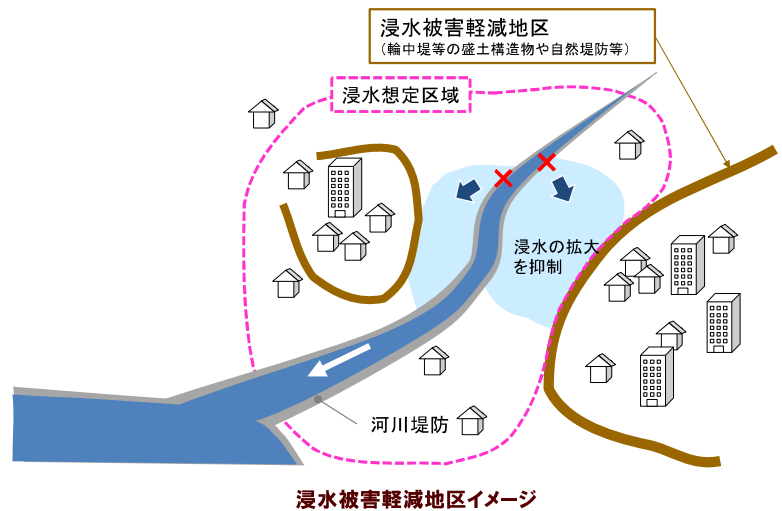 浸水被害軽減地区
（輪中堤等の盛土構造物や自然堤防等）
浸水想定区域
浸水の拡大
を抑制
河川堤防
浸水被害軽減地区イメージ